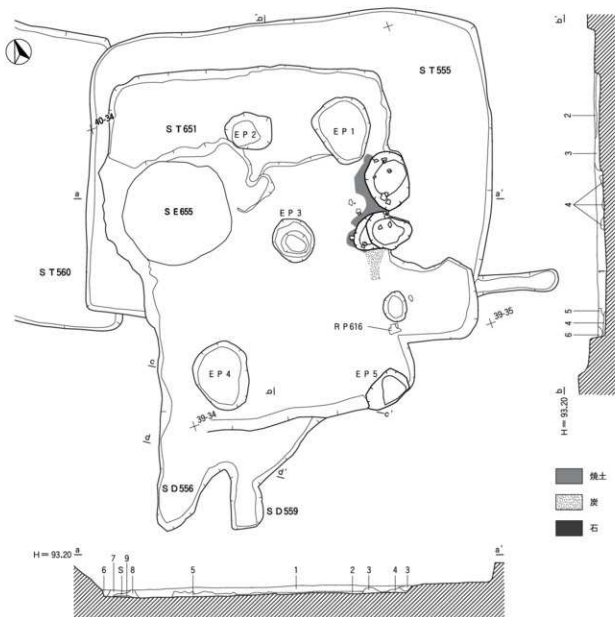 b'
ST555
40-34
ST651
EP2
EP1
b'
2
3
4
5
4
6
b
H=93.20
a
a'
SE655
EP3
ST560
39-35
RP616
c
EP4
b
EP5
c'
39-34
d
d'
SD556
SD559
焼土
炭
石
H=93.20 a
a'
6 7 S 9 8 5 1 2 3 4 3